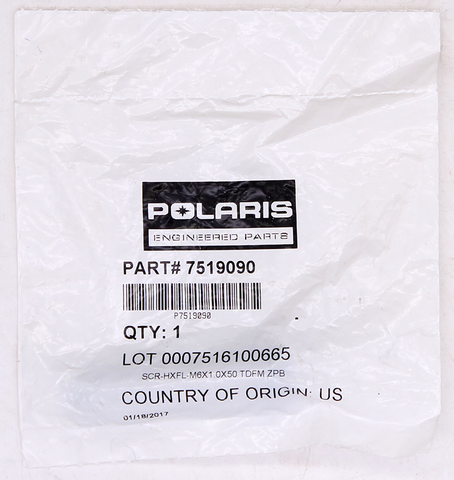 POLARIS
ENGINEERED PARTS
PART# 7519090
P7519090
QTY: 1
LOT 0007516100665
SCR-HXFL-M6X1.0X50 TDFM ZPB
COUNTRY OF ORIGIN: US
01/18/2017